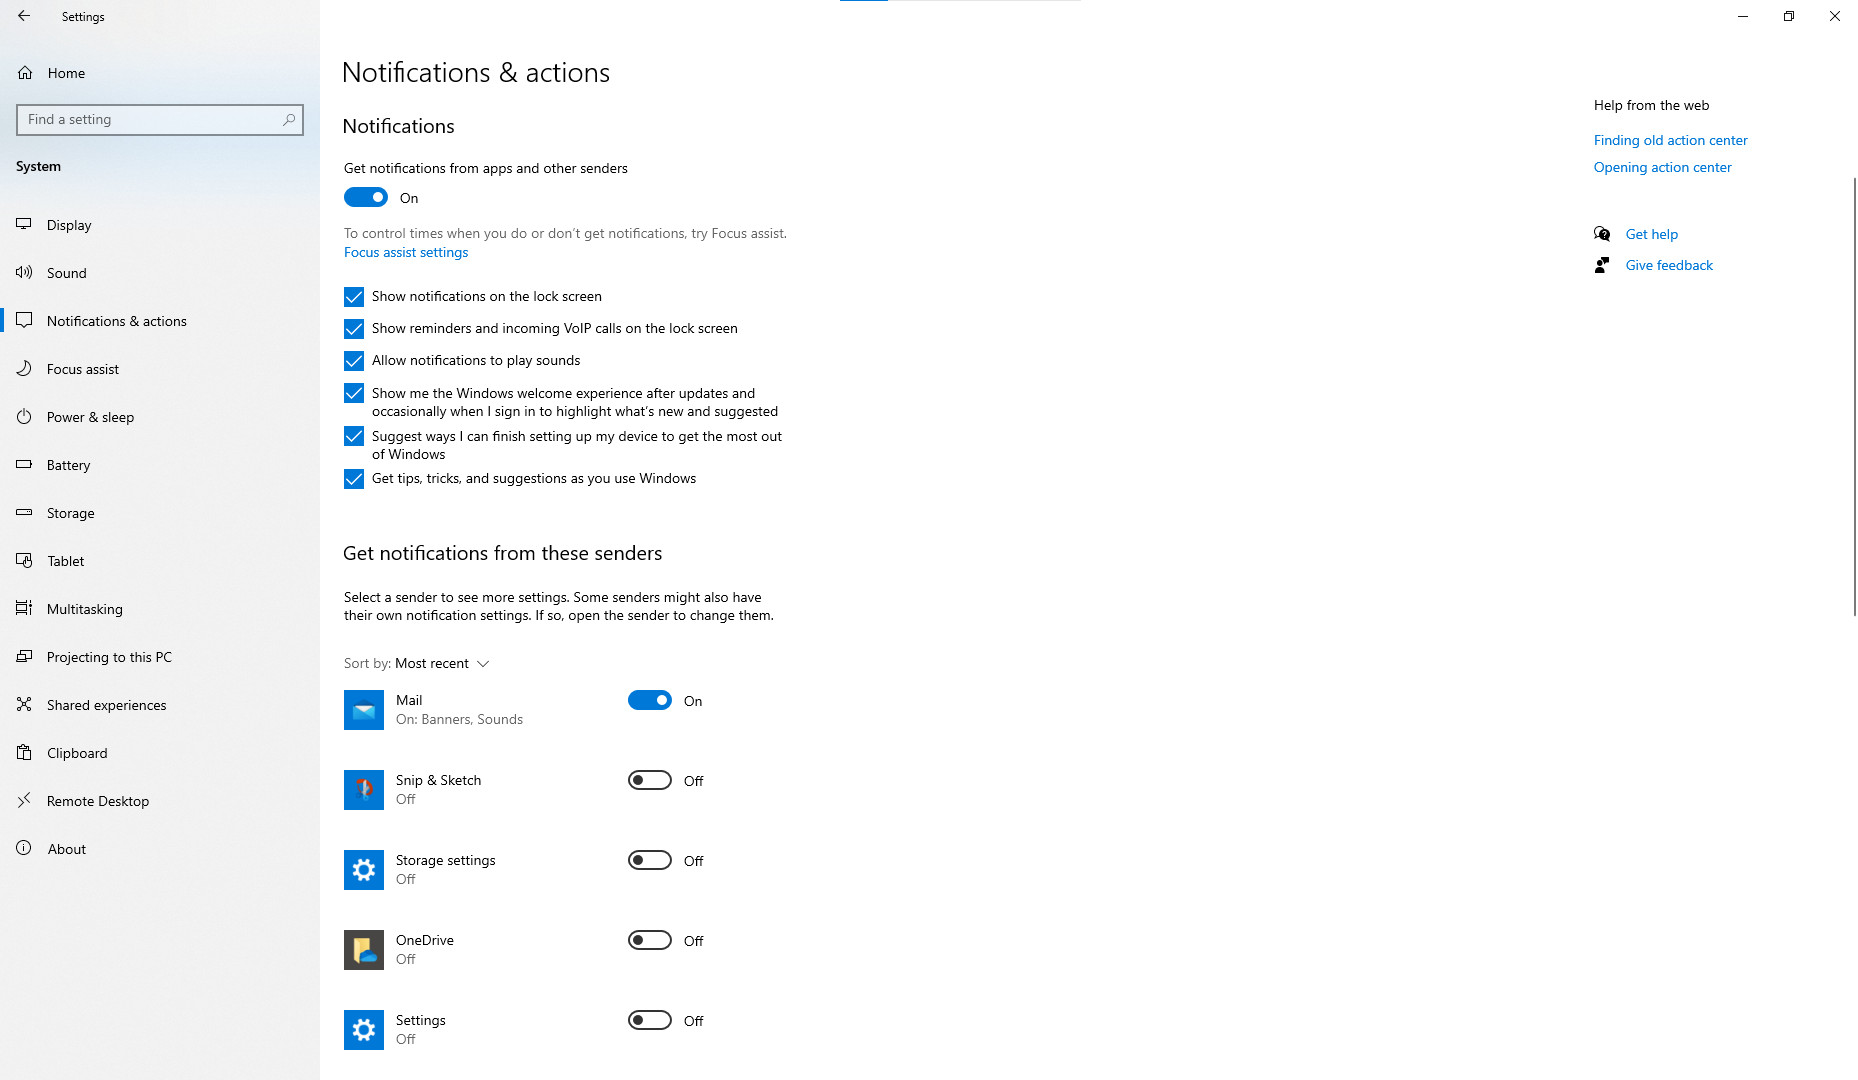 Settings
Home
Find a setting
System
Display
Sound
Notifications & actions
Focus assist
Power & sleep
Battery
Storage
Tablet
Multitasking
Projecting to this PC
Shared experiences
Clipboard
Remote Desktop
About
Notifications & actions
Notifications
Get notifications from apps and other senders
On
To control times when you do or don't get notifications, try Focus assist.
Focus assist settings
Show notifications on the lock screen
Show reminders and incoming VoIP calls on the lock screen
Allow notifications to play sounds
Show me the Windows welcome experience after updates and
occasionally when I sign in to highlight what's new and suggested
Suggest ways I can finish setting up my device to get the most out
of Windows
Get tips, tricks, and suggestions as you use Windows
Get notifications from these senders
Select a sender to see more settings. Some senders might also have
their own notification settings. If so, open the sender to change them.
Sort by: Most recent
Mail
On: Banners, Sounds
On
Snip & Sketch
Off
Off
Storage settings
Off
Off
OneDrive
Off
Off
Settings
Off
Off
Help from the web
Finding old action center
Opening action center
Get help
Give feedback